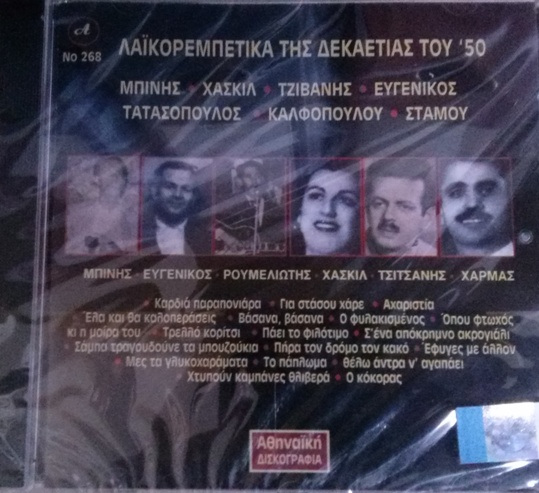 Α
No 268
ΛΑΪΚΟΡΕΜΠΕΤΙΚΑ ΤΗΣ ΔΕΚΑΕΤΙΑΣ ΤΟΥ '50
ΜΠΙΝΗΣ • ΧΑΣΚΙΛ • ΤΖΙΒΑΝΗΣ • ΕΥΓΕΝΙΚΟΣ
ΤΑΤΑΣΟΠΟΥΛΟΣ • ΚΑΛΦΟΠΟΥΛΟΥ • ΣΤΑΜΟΥ
ΜΠΙΝΗΣ • ΕΥΓΕΝΙΚΟΣ • ΡΟΥΜΕΛΙΩΤΗΣ • ΧΑΣΚΙΛ • ΤΣΙΤΣΑΝΗΣ • ΧΑΡΜΑΣ
• Καρδιά παραπονιάρα • Για στάσου χάρε • Αχαριστία
• Έλα και θα καλοπεράσεις • Βάσανα, βάσανα • Ο φυλακισμένος • Όπου φτωχός
κι η μοίρα του • Τρελλό κορίτσι • Πάει το φιλότιμο • Σ'ένα απόκρημνο ακρογιάλι
• Σάμπα τραγουδούνε τα μπουζούκια • Πήρα τον δρόμο τον κακό • Έφυγες με άλλον
• Μες τα γλυκοχαράματα • Το πάπλωμα • θέλω άντρα ν' αγαπάει
• Χτυπούν καμπάνες θλιβερά • Ο κόκορας
Αθηναϊκή
ΔΙΣΚΟΓΡΑΦΙΑ